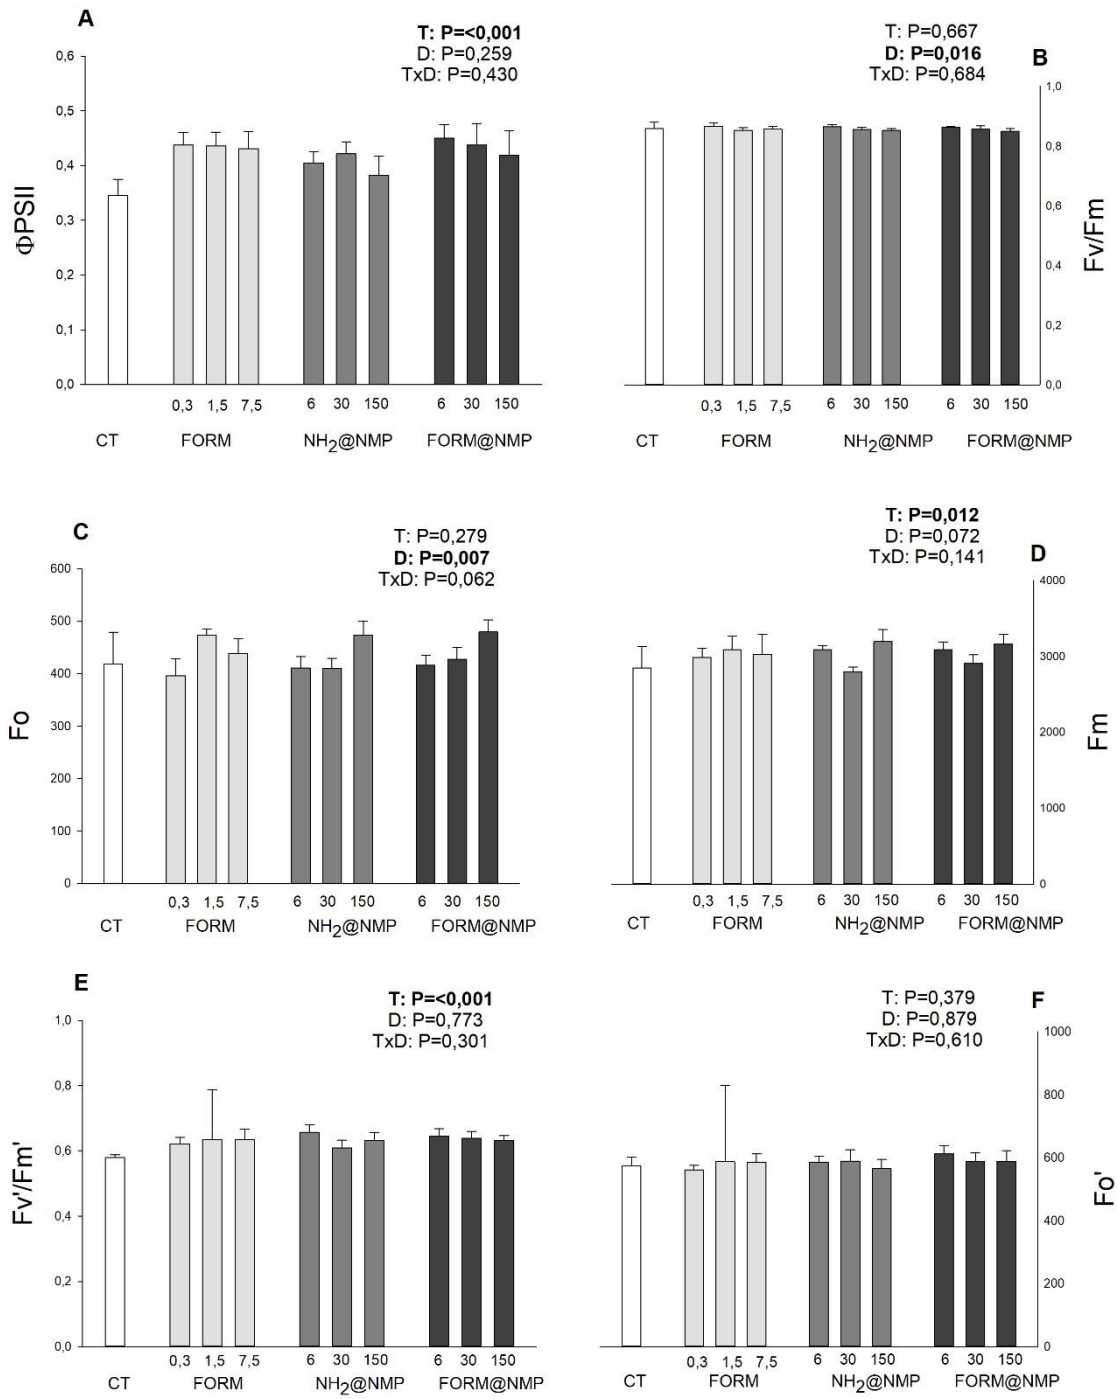 A
T: P=<0,001
D: P=0,259
TxD: P=0,430
0,6
0,5
0,4
0,3
0,2
0,1
0,0
ΦPSII
0,3 1,5 7,5 6 30 150 6 30 150
CT FORM NH2@NMP FORM@NMP
T: P=0,667
D: P=0,016
TxD: P=0,684
B
1,0
0,8
0,6
0,4
0,2
0,0
Fv/Fm
0,3 1,5 7,5 6 30 150 6 30 150
CT FORM NH2@NMP FORM@NMP
C
T: P=0,279
D: P=0,007
TxD: P=0,062
600
500
400
300
200
100
0
Fo
0,3 1,5 7,5 6 30 150 6 30 150
CT FORM NH2@NMP FORM@NMP
T: P=0,012
D: P=0,072
TxD: P=0,141
D
4000
3000
2000
1000
0
Fm
0,3 1,5 7,5 6 30 150 6 30 150
CT FORM NH2@NMP FORM@NMP
E
T: P=<0,001
D: P=0,773
TxD: P=0,301
1,0
0,8
0,6
0,4
0,2
0,0
Fv'/Fm'
0,3 1,5 7,5 6 30 150 6 30 150
CT FORM NH2@NMP FORM@NMP
T: P=0,379
D: P=0,879
TxD: P=0,610
F
1000
800
600
400
200
0
Fo'
0,3 1,5 7,5 6 30 150 6 30 150
CT FORM NH2@NMP FORM@NMP